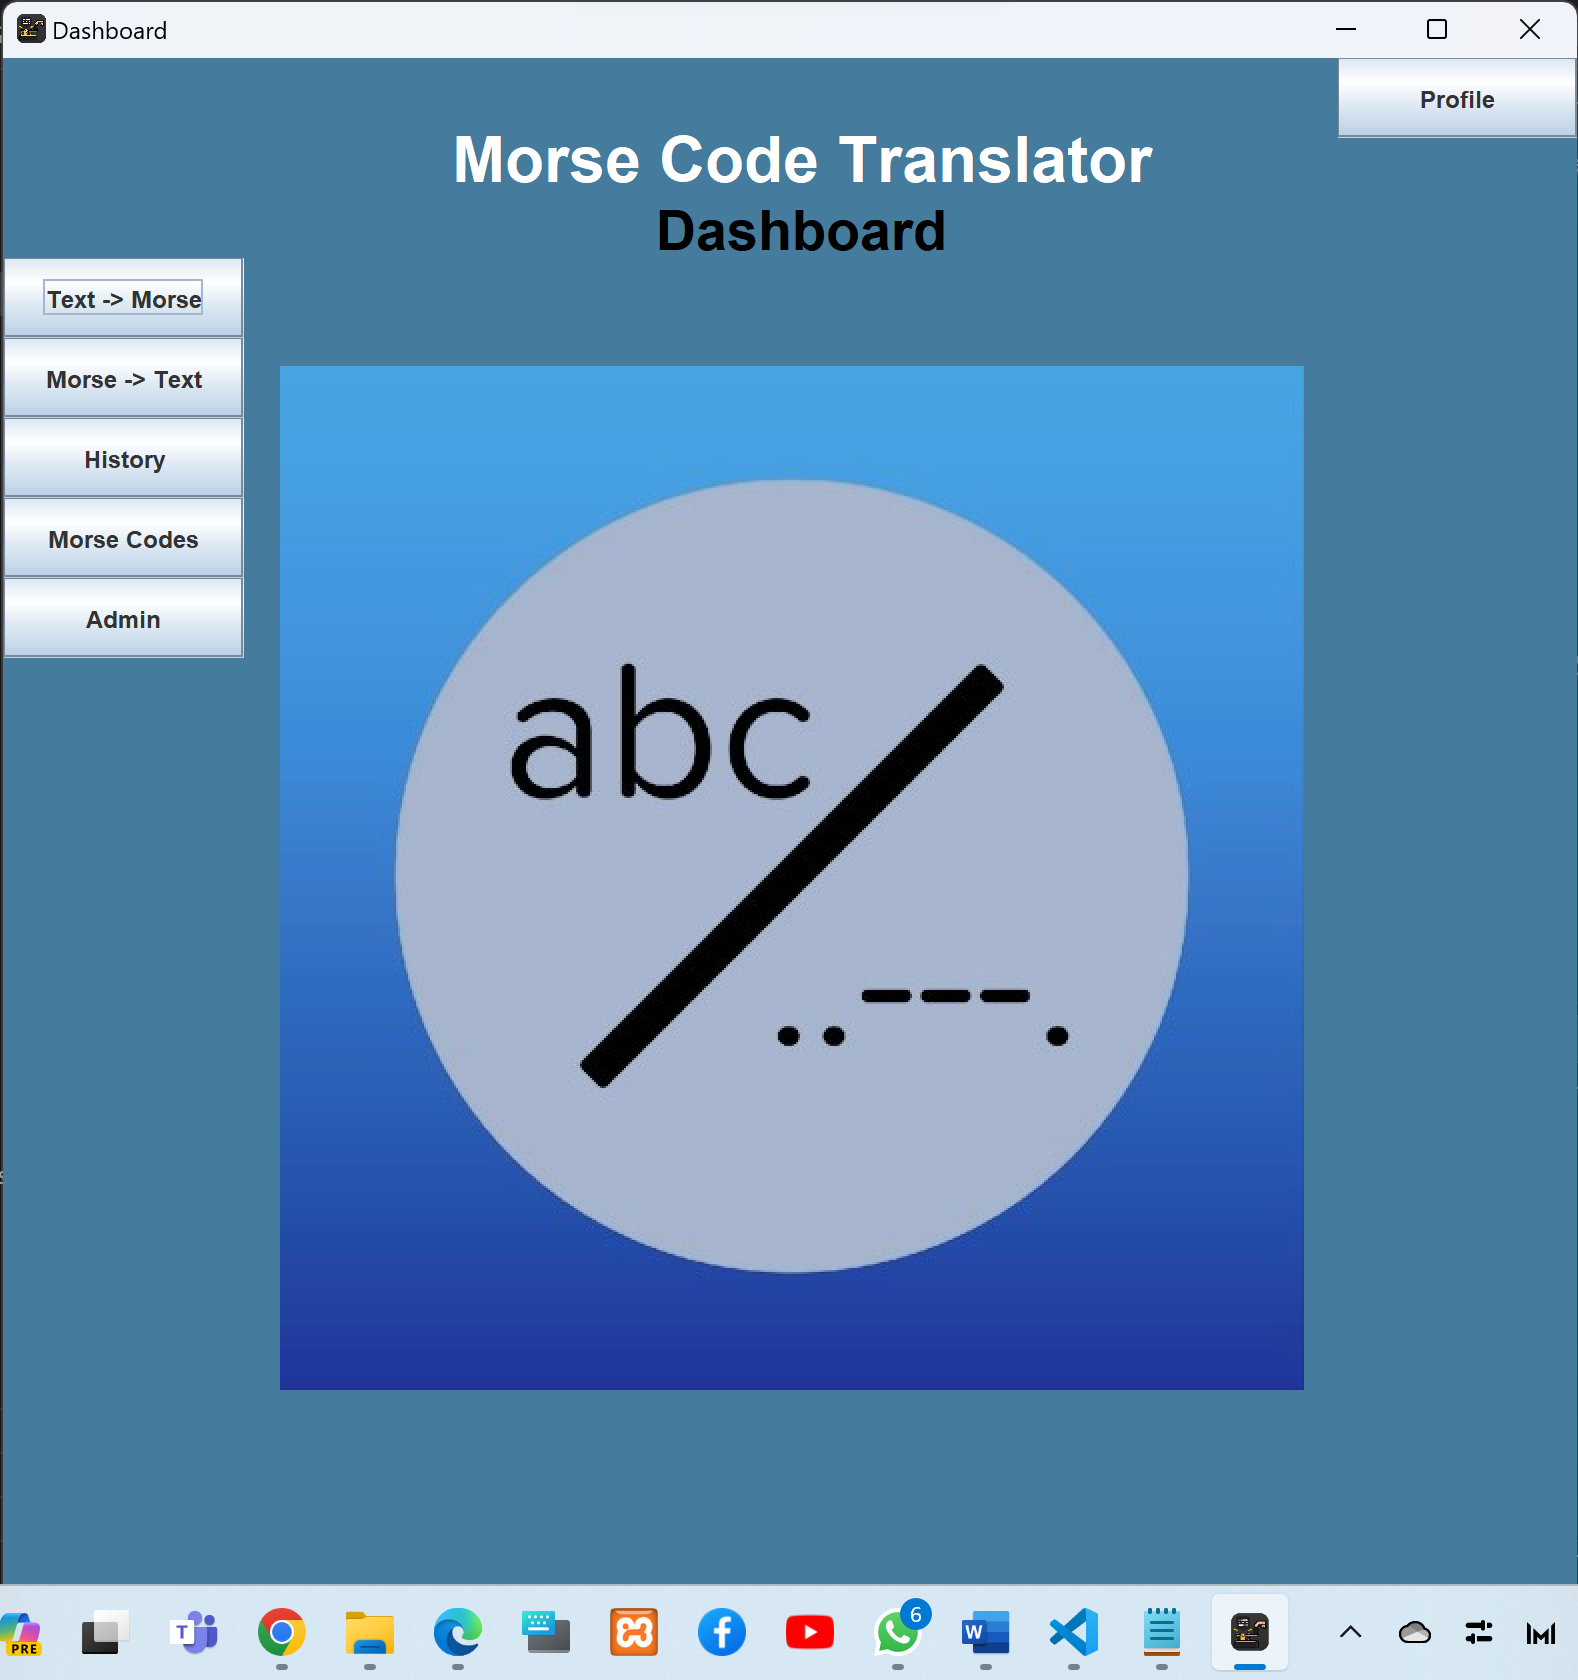 Dashboard
Profile
Morse Code Translator
Dashboard
Text -> Morse
Morse -> Text
History
Morse Codes
Admin
abc
..---.
PRE
T
6
W